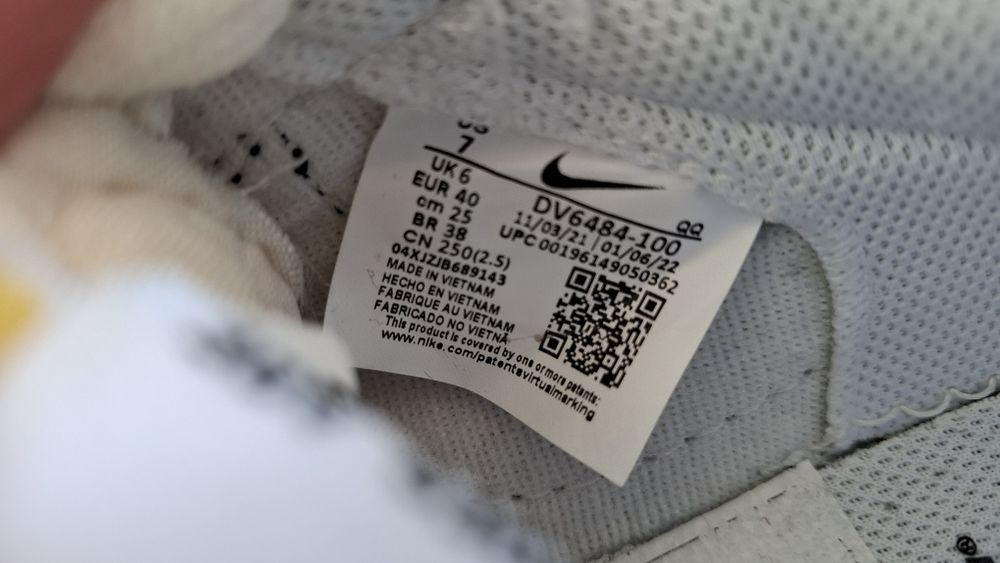 US
7
UK 6
EUR 40
cm 25
BR 38
CN 250(2.5)
04XJZJB689143
MADE IN VIETNAM
HECHO EN VIETNAM
FABRIQUE AU VIETNAM
FABRICADO NO VIETNÃ
This product is covered by one or more patents:
www.nike.com/patentsvirtualmarking
QQ
DV6484-100
11/03/21 | 01/06/22
UPC 00196149050362